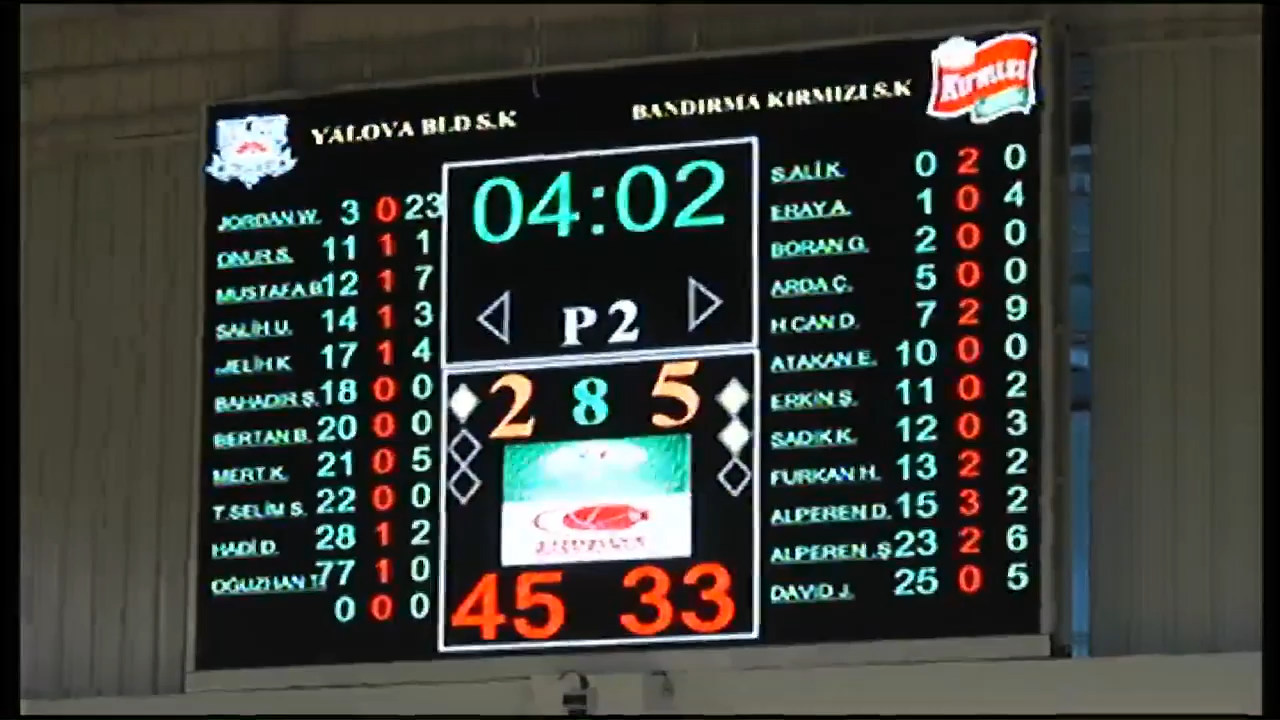 YALOVA BLD S.K
BANDIRMA KIRMIZI S.K
KIRMIZI
04:02
P 2
2 8 5
45 33
JORDAN W. 3 0 23
ONUR S. 11 1 1
MUSTAFA B 12 1 7
SALİH U. 14 1 3
MELİH K 17 1 4
BAHADIR Ş. 18 0 0
BERTAN B. 20 0 0
MERT K. 21 0 5
T.SELİM S. 22 0 0
HADİ D. 28 1 2
OĞUZHAN T. 77 1 0
0 0 0
S.ALİ K. 0 2 0
ERAY A. 1 0 4
BORAN G. 2 0 0
ARDA Ç. 5 0 0
H CAN D. 7 2 9
ATAKAN E. 10 0 0
ERKİN Ş. 11 0 2
SADIK K. 12 0 3
FURKAN H. 13 2 2
ALPEREN D. 15 3 2
ALPEREN .Ş 23 2 6
DAVID J. 25 0 5